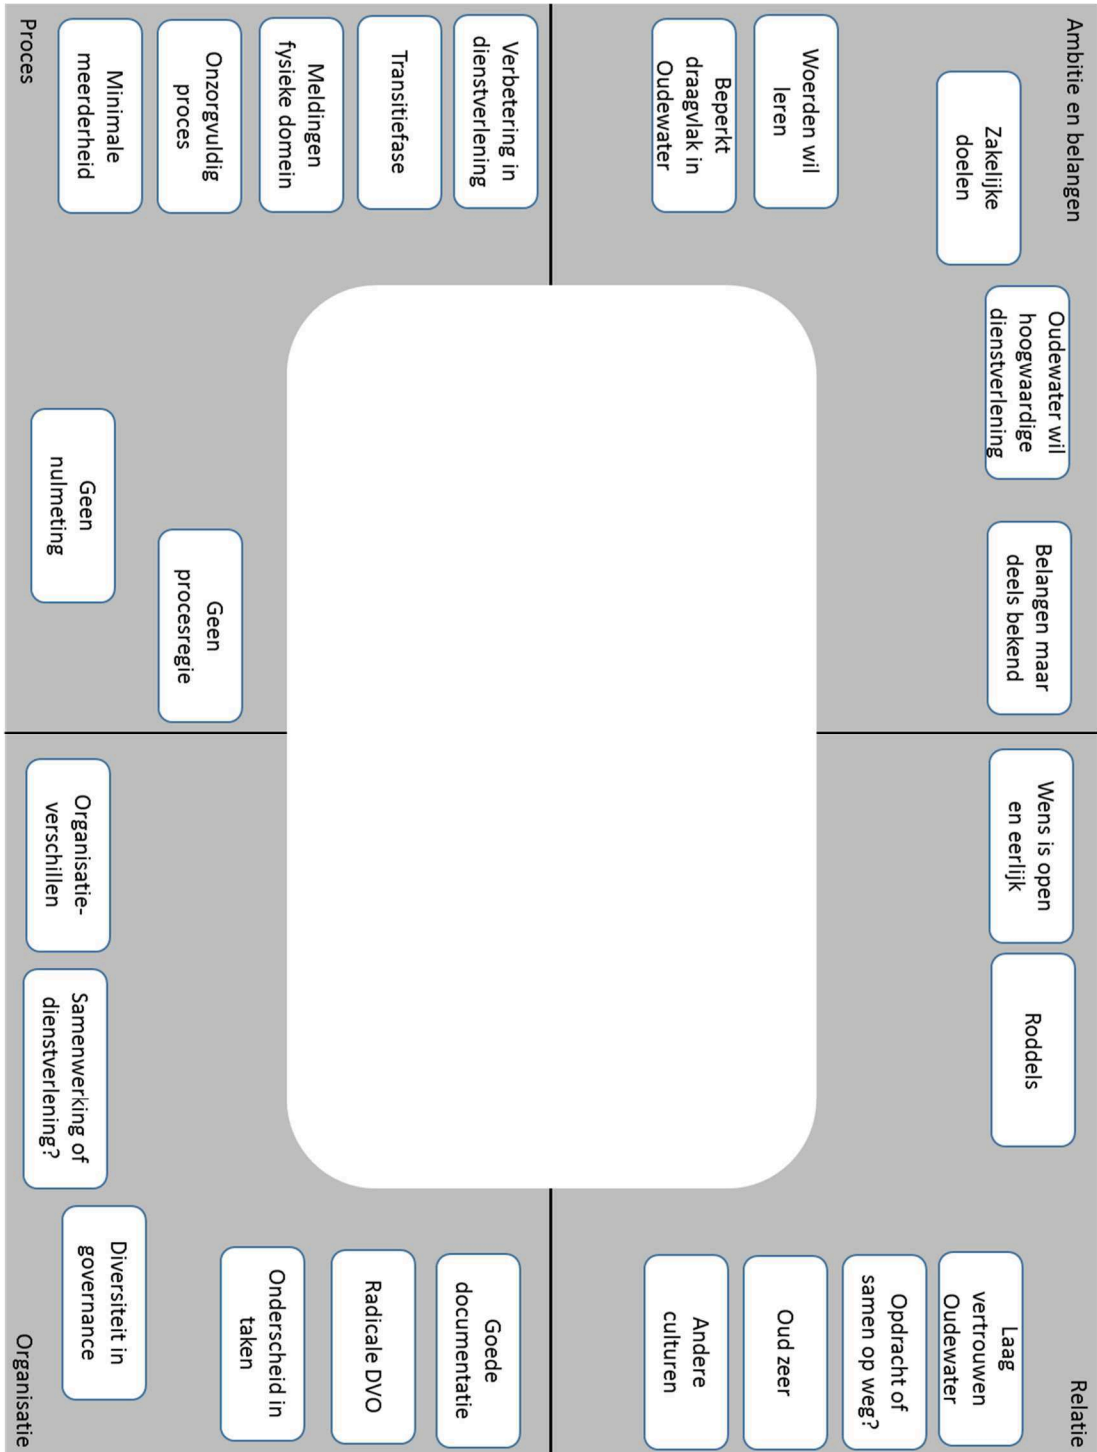 Ambitie en belangen
Zakelijke
doelen
Oudewater wil
hoogwaardige
dienstverlening
Belangen maar
deels bekend
Woerden wil
leren
Beperkt
draagvlak in
Oudewater
Relatie
Wens is open
en eerlijk
Roddels
Laag
vertrouwen
Oudewater
Opdracht of
samen op weg?
Oud zeer
Andere
culturen
Proces
Verbetering in
dienstverlening
Transitiefase
Meldingen
fysieke domein
Onzorgvuldig
proces
Minimale
meerderheid
Geen
procesregie
Geen
nulmeting
Organisatie
Goede
documentatie
Radicale DVO
Onderscheid in
taken
Diversiteit in
governance
Organisatie-
verschillen
Samenwerking of
dienstverlening?